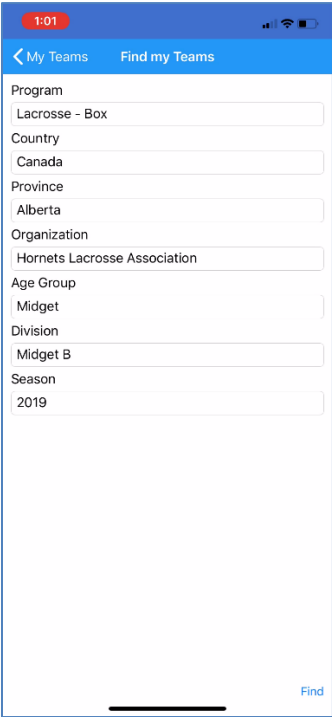 1:01
My Teams Find my Teams
Program
Lacrosse - Box
Country
Canada
Province
Alberta
Organization
Hornets Lacrosse Association
Age Group
Midget
Division
Midget B
Season
2019
Find